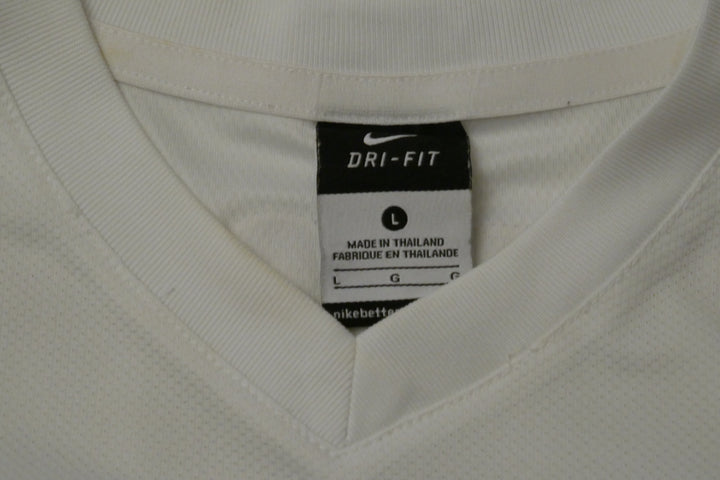 DRI-FIT
L
MADE IN THAILAND
FABRIQUE EN THAILANDE
L G G